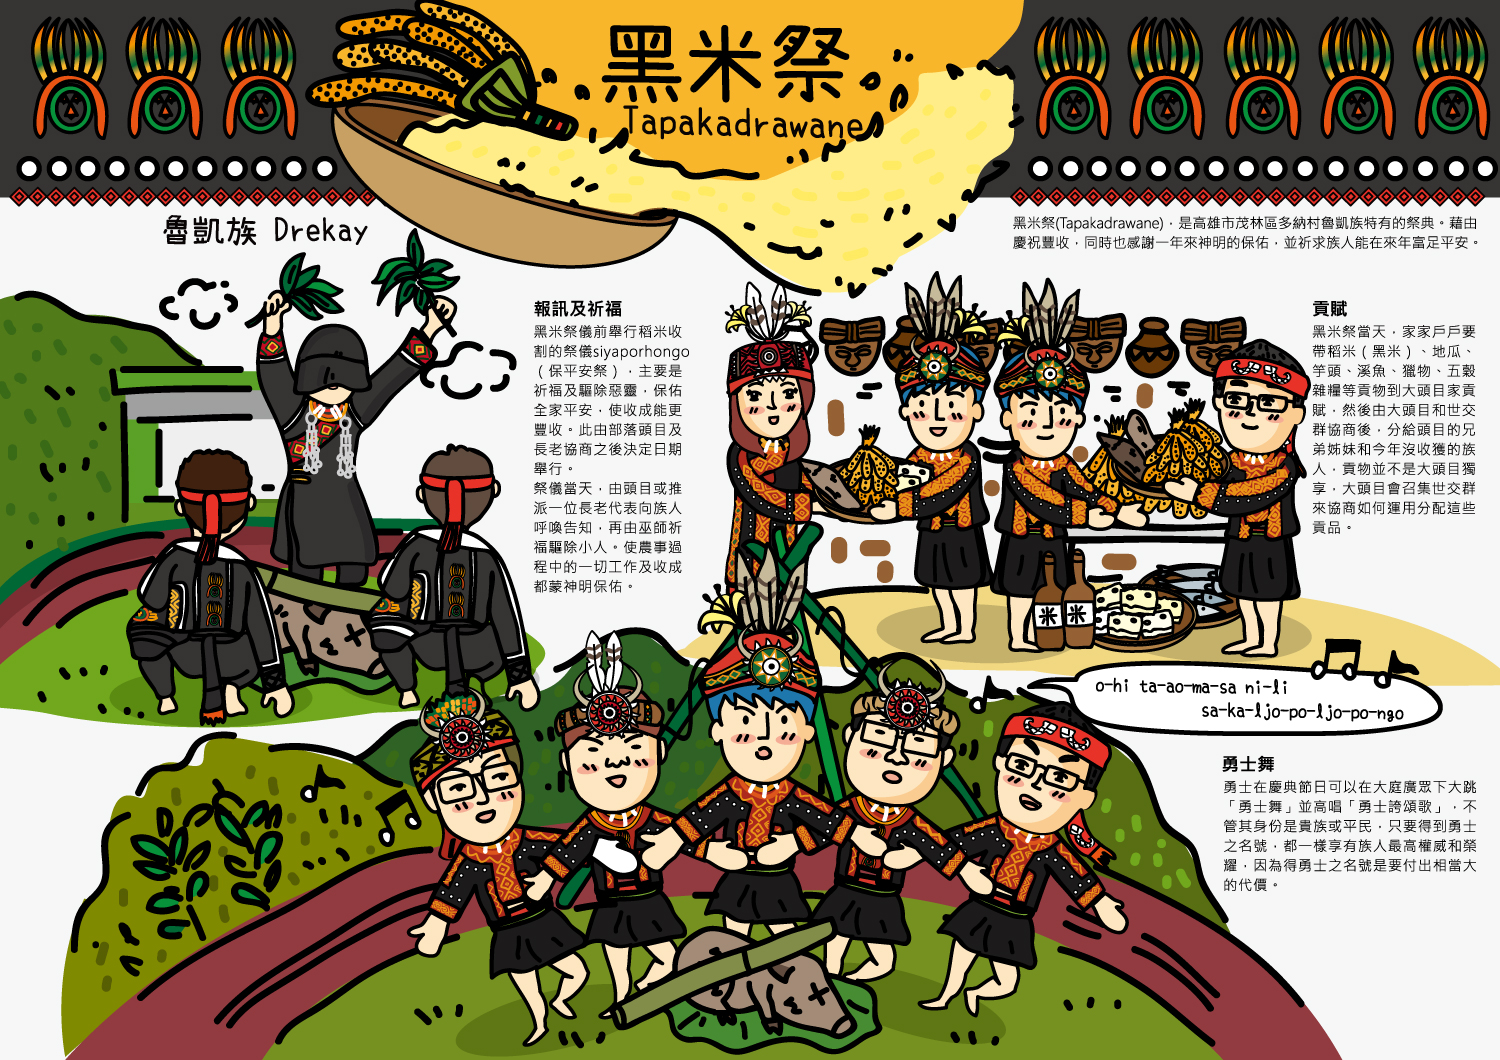 黑米祭
Tapakadrawane
魯凱族 Drekay
黑米祭(Tapakadrawane)，是高雄市茂林區多納村魯凱族特有的祭典。藉由
慶祝豐收，同時也感謝一年來神明的保佑，並祈求族人能在來年富足平安。
報訊及祈福
黑米祭儀前舉行稻米收
割的祭儀siyaporhongo
（保平安祭），主要是
祈福及驅除惡靈，保佑
全家平安，使收成能更
豐收。此由部落頭目及
長老協商之後決定日期
舉行。
祭儀當天，由頭目或推
派一位長老代表向族人
呼喚告知，再由巫師祈
福驅除小人。使農事過
程中的一切工作及收成
都蒙神明保佑。
貢賦
黑米祭當天，家家戶戶要
帶稻米（黑米）、地瓜、
芋頭、溪魚、獵物、五穀
雜糧等貢物到大頭目家貢
賦，然後由大頭目和世交
群協商後，分給頭目的兄
弟姊妹和今年沒收獲的族
人，貢物並不是大頭目獨
享，大頭目會召集世交群
來協商如何運用分配這些
貢品。
米 米
o-hi ta-ao-ma-sa ni-li
sa-ka-ljo-po-ljo-po-ngo
勇士舞
勇士在慶典節日可以在大庭廣眾下大跳
「勇士舞」並高唱「勇士誇頌歌」，不
管其身份是貴族或平民，只要得到勇士
之名號，都一樣享有族人最高權威和榮
耀，因為得勇士之名號是要付出相當大
的代價。